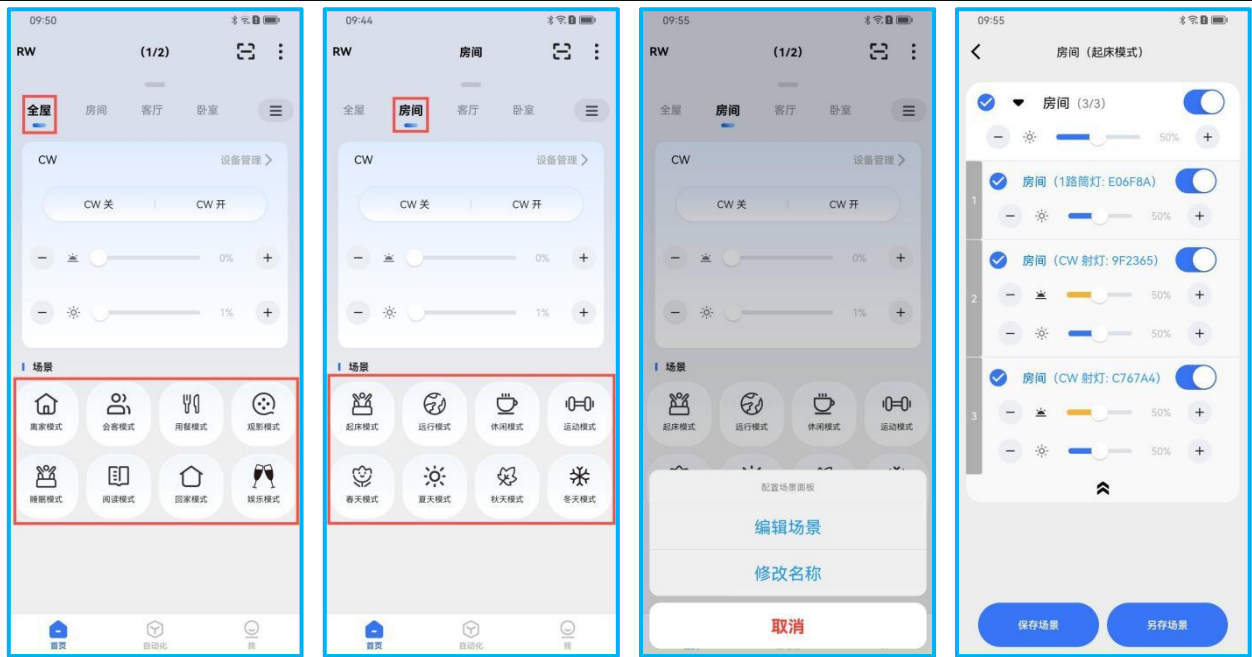 09:50
RW (1/2)
全屋 房间 客厅 卧室
CW 设备管理
CW 关 CW 开
0%
1%
场景
离家模式 会客模式 用餐模式 观影模式
睡眠模式 阅读模式 回家模式 娱乐模式
首页 自动化 我
09:44
RW 房间
全屋 房间 客厅 卧室
CW 设备管理
CW 关 CW 开
0%
1%
场景
起床模式 远行模式 休闲模式 运动模式
春天模式 夏天模式 秋天模式 冬天模式
首页 自动化 我
09:55
RW (1/2)
全屋 房间 客厅 卧室
CW 设备管理
CW 关 CW 开
0%
1%
场景
起床模式 远行模式 休闲模式 运动模式
配置场景面板
编辑场景
修改名称
取消
09:55
房间（起床模式）
房间 (3/3)
50%
1
房间（1路筒灯: E06F8A）
50%
2
房间（CW 射灯: 9F2365）
50%
50%
3
房间（CW 射灯: C767A4）
50%
50%
保存场景 另存场景